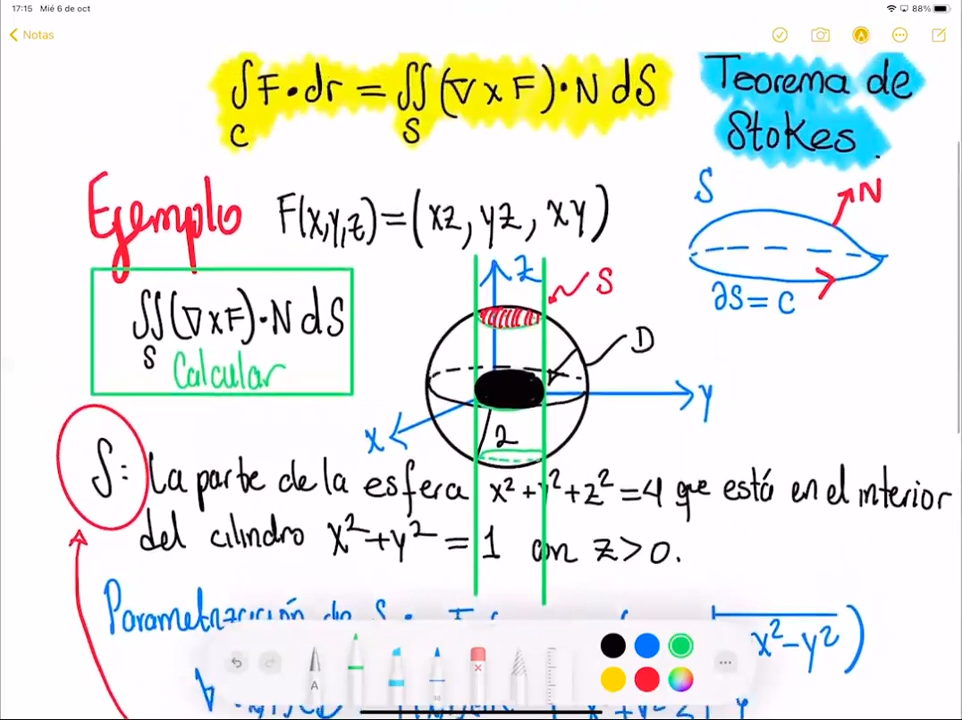 17:15 Mié 6 de oct
88%
Notas
∫F·dr = ∬(∇×F)·N dS
C S
Teorema de
Stokes.
Ejemplo F(x,y,z)=(xz, yz, xy)
S
N
∂S = C
∬(∇×F)·N dS
S
Calcular
z
S
D
y
x
2
S: La parte de la esfera x²+y²+z²=4 que está en el interior
del cilindro x²+y²=1 con z>0.
Parametrización de S:
x²-y²)
A